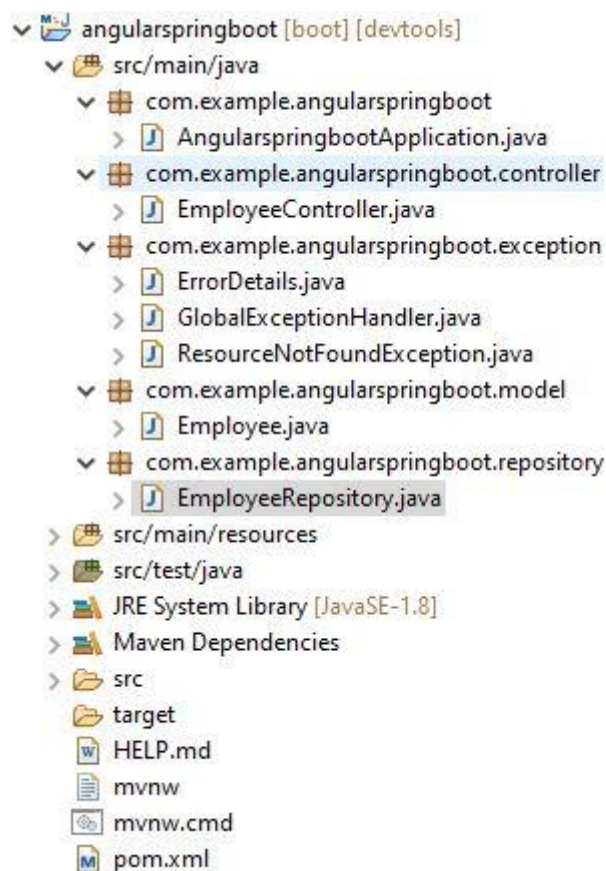 angularspringboot [boot] [devtools]
src/main/java
com.example.angularspringboot
AngularspringbootApplication.java
com.example.angularspringboot.controller
EmployeeController.java
com.example.angularspringboot.exception
ErrorDetails.java
GlobalExceptionHandler.java
ResourceNotFoundException.java
com.example.angularspringboot.model
Employee.java
com.example.angularspringboot.repository
EmployeeRepository.java
src/main/resources
src/test/java
JRE System Library [JavaSE-1.8]
Maven Dependencies
src
target
HELP.md
mvnw
mvnw.cmd
pom.xml